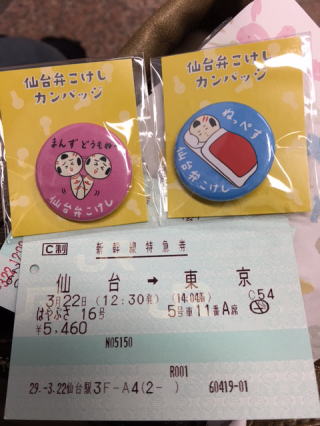 仙台弁こけし
カンバッジ
まんず どうもね
仙台弁こけし
仙台弁こけし
カンバッジ
ねっぺす
仙台弁こけし
C制 新幹線特急券
仙台 → 東京
3月22日 (12:30発) (14:04着) C54
はやぶさ 16号 5号車11番A席
¥5,460
N05150
R001
29.-3.22仙台駅3F-A4(2- ) 60419-01